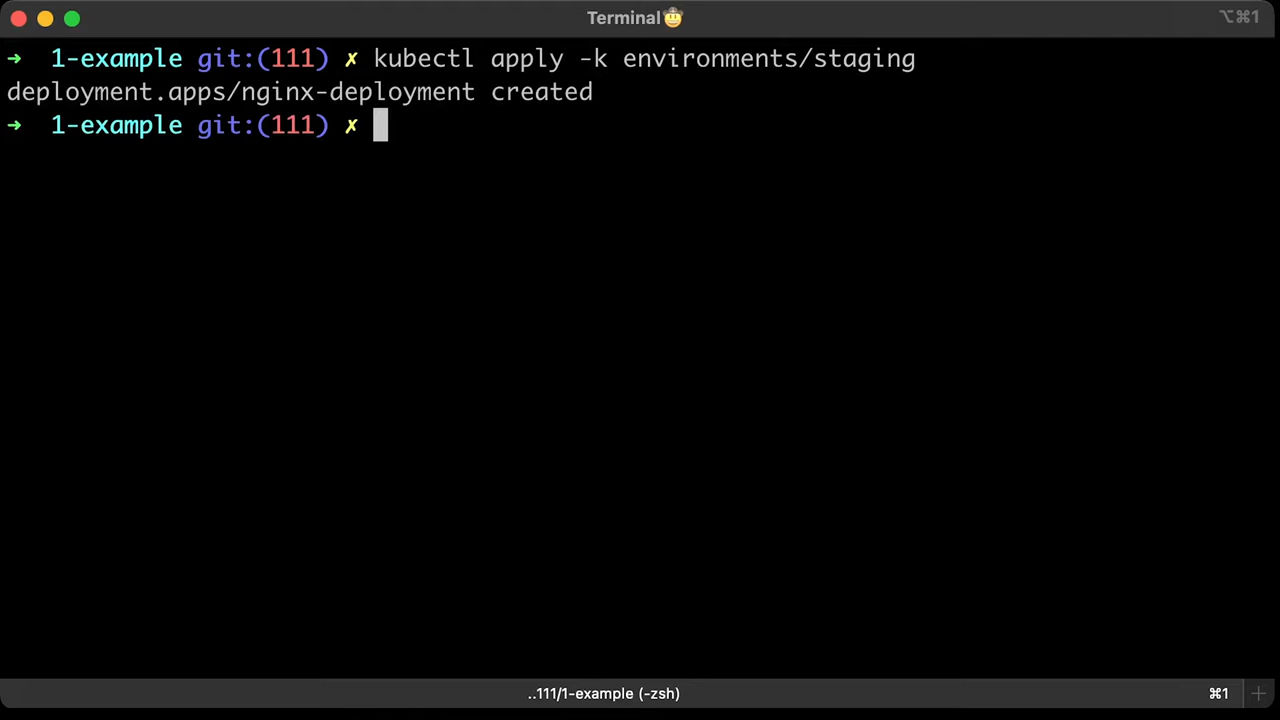 Terminal🤠
⌥⌘1
➜  1-example git:(111) ✗ kubectl apply -k environments/staging
deployment.apps/nginx-deployment created
➜  1-example git:(111) ✗
..111/1-example (-zsh)
⌘1